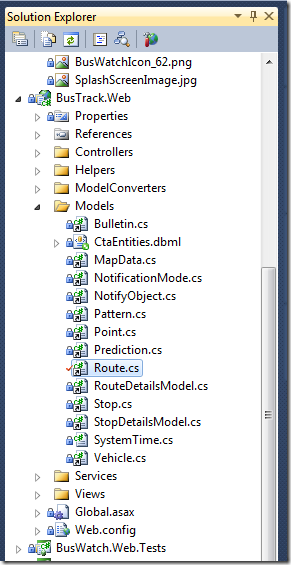 Solution Explorer
BusWatchIcon_62.png
SplashScreenImage.jpg
BusTrack.Web
Properties
References
Controllers
Helpers
ModelConverters
Models
Bulletin.cs
CtaEntities.dbml
MapData.cs
NotificationMode.cs
NotifyObject.cs
Pattern.cs
Point.cs
Prediction.cs
Route.cs
RouteDetailsModel.cs
Stop.cs
StopDetailsModel.cs
SystemTime.cs
Vehicle.cs
Services
Views
Global.asax
Web.config
BusWatch.Web.Tests